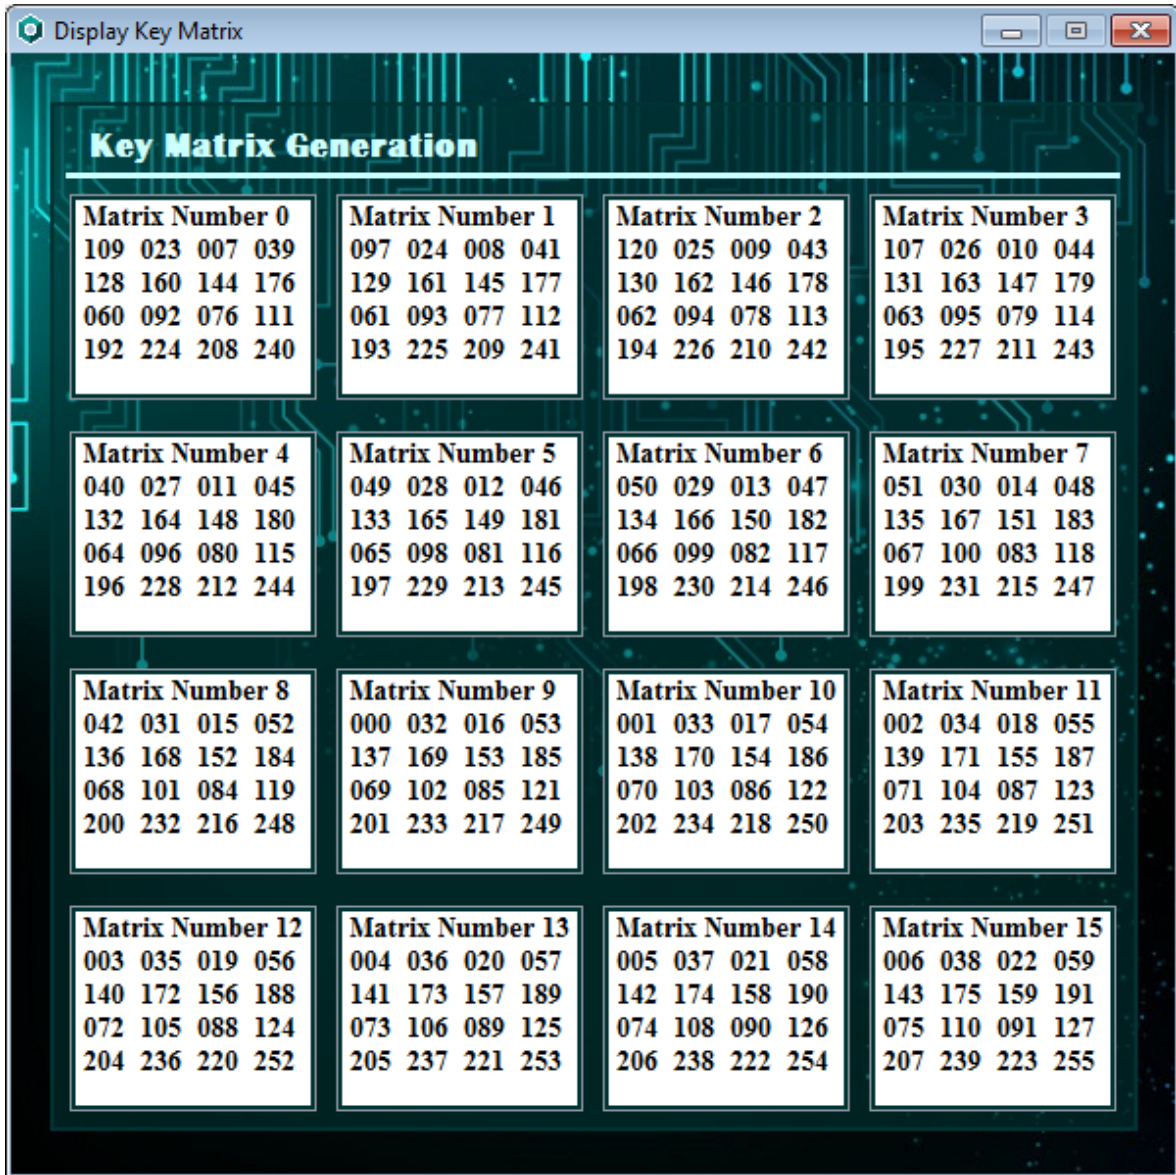 Display Key Matrix
Key Matrix Generation
Matrix Number 0
109 023 007 039
128 160 144 176
060 092 076 111
192 224 208 240
Matrix Number 1
097 024 008 041
129 161 145 177
061 093 077 112
193 225 209 241
Matrix Number 2
120 025 009 043
130 162 146 178
062 094 078 113
194 226 210 242
Matrix Number 3
107 026 010 044
131 163 147 179
063 095 079 114
195 227 211 243
Matrix Number 4
040 027 011 045
132 164 148 180
064 096 080 115
196 228 212 244
Matrix Number 5
049 028 012 046
133 165 149 181
065 098 081 116
197 229 213 245
Matrix Number 6
050 029 013 047
134 166 150 182
066 099 082 117
198 230 214 246
Matrix Number 7
051 030 014 048
135 167 151 183
067 100 083 118
199 231 215 247
Matrix Number 8
042 031 015 052
136 168 152 184
068 101 084 119
200 232 216 248
Matrix Number 9
000 032 016 053
137 169 153 185
069 102 085 121
201 233 217 249
Matrix Number 10
001 033 017 054
138 170 154 186
070 103 086 122
202 234 218 250
Matrix Number 11
002 034 018 055
139 171 155 187
071 104 087 123
203 235 219 251
Matrix Number 12
003 035 019 056
140 172 156 188
072 105 088 124
204 236 220 252
Matrix Number 13
004 036 020 057
141 173 157 189
073 106 089 125
205 237 221 253
Matrix Number 14
005 037 021 058
142 174 158 190
074 108 090 126
206 238 222 254
Matrix Number 15
006 038 022 059
143 175 159 191
075 110 091 127
207 239 223 255